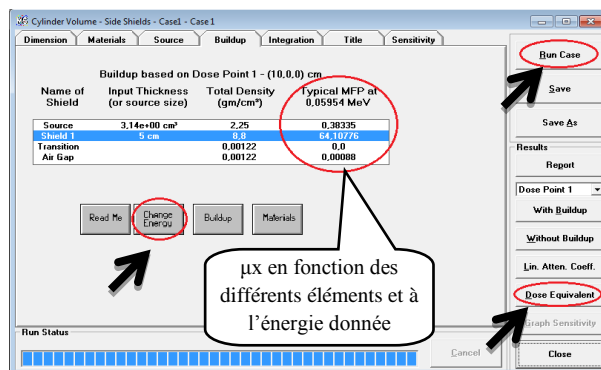 Cylinder Volume - Side Shields - Case1 - Case 1
Dimension Materials Source Buildup Integration Title Sensitivity
Buildup based on Dose Point 1 - (10,0,0) cm
Name of Shield Input Thickness (or source size) Total Density (gm/cm³) Typical MFP at 0,05954 MeV
Source 3,14e+00 cm³ 2,25 0,38335
Shield 1 5 cm 8,8 64,10776
Transition 0,00122 0,0
Air Gap 0,00122 0,00088
Read Me Change Energy Buildup Materials
μx en fonction des
différents éléments et à
l’énergie donnée
Run Status
Cancel
Run Case
Save
Save As
Results
Report
Dose Point 1
With Buildup
Without Buildup
Lin. Atten. Coeff.
Dose Equivalent
Graph Sensitivity
Close